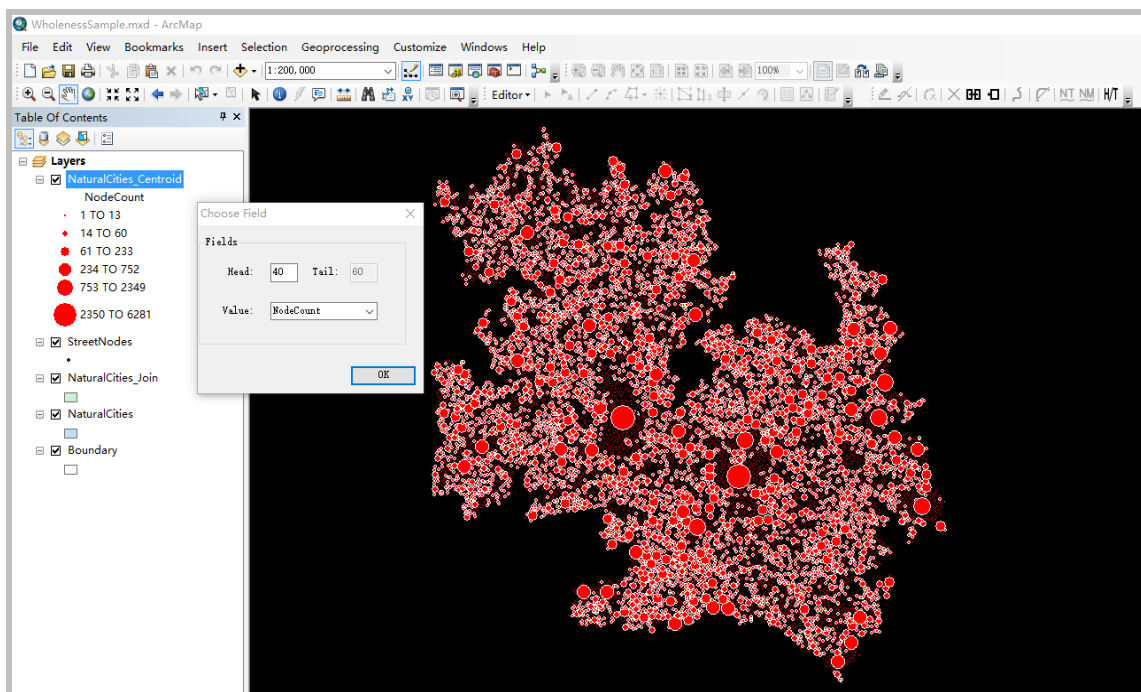 WholenessSample.mxd - ArcMap
File Edit View Bookmarks Insert Selection Geoprocessing Customize Windows Help
1:200,000
100%
Editor
NT NM H/T
Table Of Contents
Layers
NaturalCities_Centroid
NodeCount
1 TO 13
14 TO 60
61 TO 233
234 TO 752
753 TO 2349
2350 TO 6281
StreetNodes
NaturalCities_Join
NaturalCities
Boundary
Choose Field
Fields
Head: 40 Tail: 60
Value: NodeCount
OK